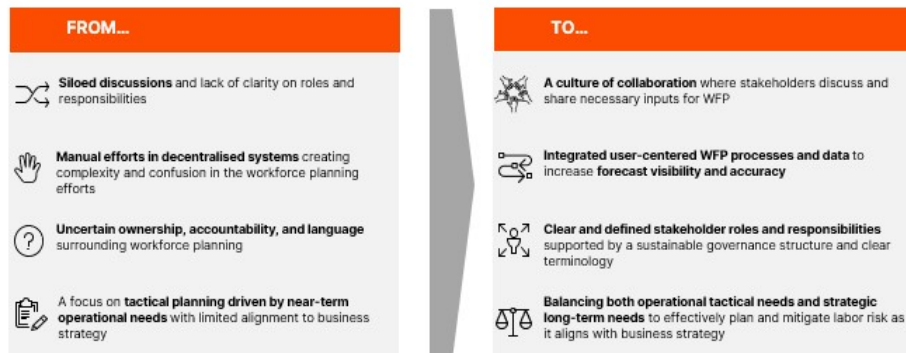 FROM...
Siloed discussions and lack of clarity on roles and
responsibilities
Manual efforts in decentralised systems creating
complexity and confusion in the workforce planning
efforts
Uncertain ownership, accountability, and language
surrounding workforce planning
A focus on tactical planning driven by near-term
operational needs with limited alignment to business
strategy
TO...
A culture of collaboration where stakeholders discuss and
share necessary inputs for WFP
Integrated user-centered WFP processes and data to
increase forecast visibility and accuracy
Clear and defined stakeholder roles and responsibilities
supported by a sustainable governance structure and clear
terminology
Balancing both operational tactical needs and strategic
long-term needs to effectively plan and mitigate labor risk as
it aligns with business strategy